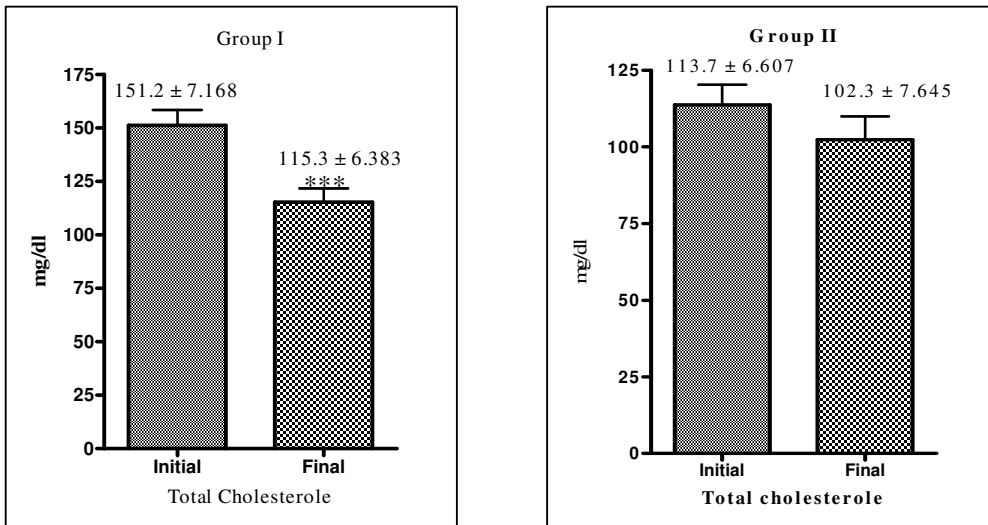 Group I
175
151.2 ± 7.168
150
115.3 ± 6.383
***
125
100
mg/dl
75
50
25
0
Initial Final
Total Cholesterole
Group II
125
113.7 ± 6.607
102.3 ± 7.645
100
75
mg/dl
50
25
0
Initial Final
Total cholesterole